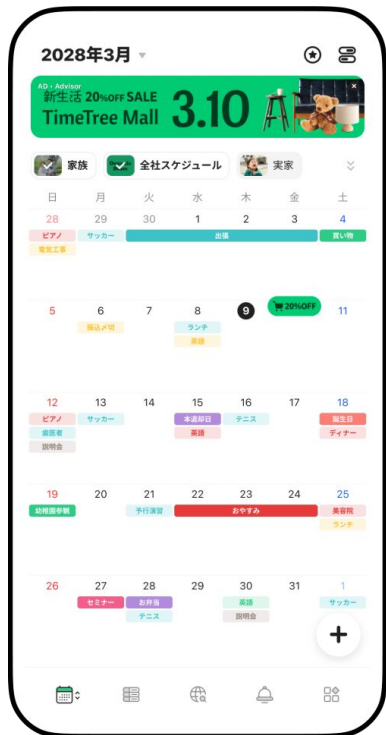 2028年3月
AD・Advisor
新生活 20%OFF SALE
TimeTree Mall 3.10
家族 全社スケジュール 実家
日 月 火 水 木 金 土
28 29 30 1 2 3 4
ピアノ サッカー 出張 買い物
電気工事
5 6 7 8 9 20%OFF 11
振込〆切 ランチ
英語
12 13 14 15 16 17 18
ピアノ サッカー 本返却日 テニス 誕生日
歯医者 英語 ディナー
説明会
19 20 21 22 23 24 25
幼稚園参観 予行演習 おやすみ 美容院
ランチ
26 27 28 29 30 31 1
セミナー お弁当 英語 サッカー
テニス 説明会